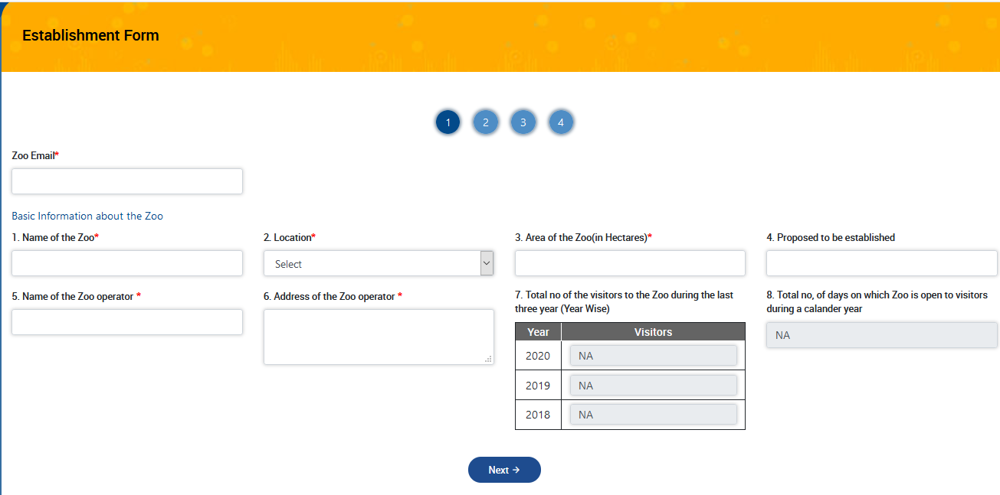 Establishment Form
1 2 3 4
Zoo Email*
Basic Information about the Zoo
1. Name of the Zoo*
2. Location*
Select
3. Area of the Zoo(in Hectares)*
4. Proposed to be established
5. Name of the Zoo operator *
6. Address of the Zoo operator *
7. Total no of the visitors to the Zoo during the last
three year (Year Wise)
Year Visitors
2020 NA
2019 NA
2018 NA
8. Total no, of days on which Zoo is open to visitors
during a calander year
NA
Next →